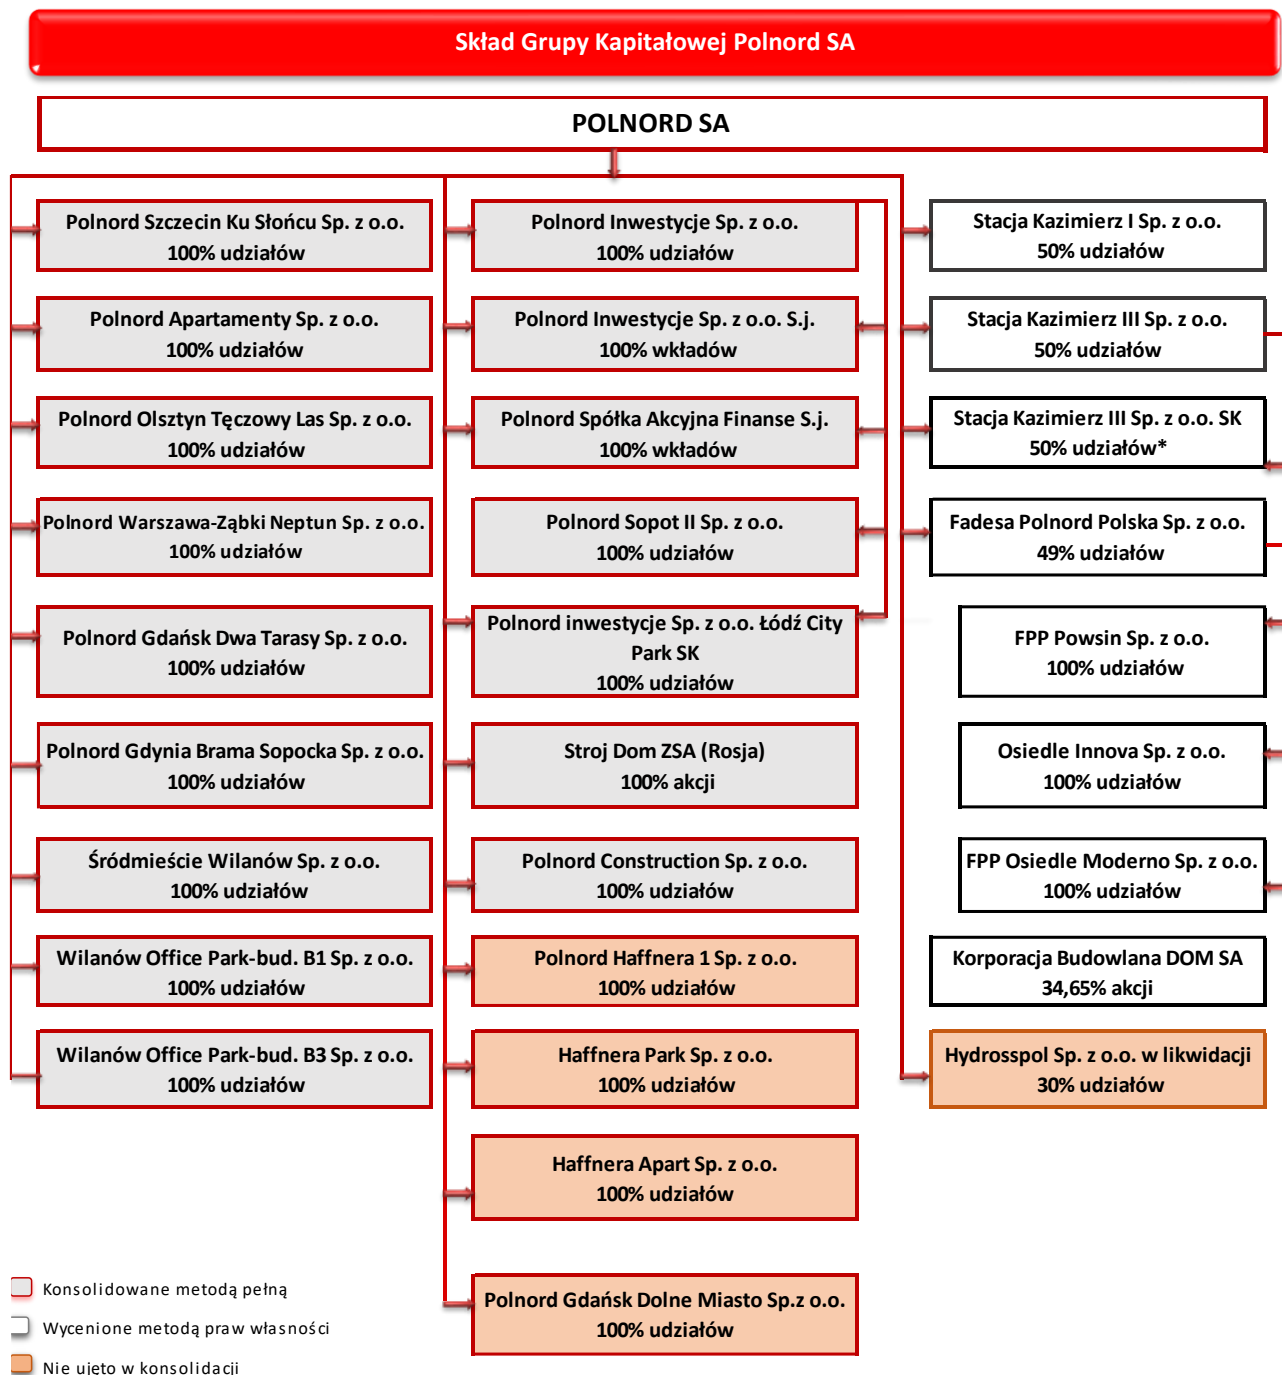 Skład Grupy Kapitałowej Polnord SA
POLNORD SA
Polnord Szczecin Ku Słońcu Sp. z o.o.
100% udziałów
Polnord Apartamenty Sp. z o.o.
100% udziałów
Polnord Olsztyn Tęczowy Las Sp. z o.o.
100% udziałów
Polnord Warszawa-Ząbki Neptun Sp. z o.o.
100% udziałów
Polnord Gdańsk Dwa Tarasy Sp. z o.o.
100% udziałów
Polnord Gdynia Brama Sopocka Sp. z o.o.
100% udziałów
Śródmieście Wilanów Sp. z o.o.
100% udziałów
Wilanów Office Park-bud. B1 Sp. z o.o.
100% udziałów
Wilanów Office Park-bud. B3 Sp. z o.o.
100% udziałów
Polnord Inwestycje Sp. z o.o.
100% udziałów
Polnord Inwestycje Sp. z o.o. S.j.
100% wkładów
Polnord Spółka Akcyjna Finanse S.j.
100% wkładów
Polnord Sopot II Sp. z o.o.
100% udziałów
Polnord inwestycje Sp. z o.o. Łódź City
Park SK
100% udziałów
Stroj Dom ZSA (Rosja)
100% akcji
Polnord Construction Sp. z o.o.
100% udziałów
Polnord Haffnera 1 Sp. z o.o.
100% udziałów
Haffnera Park Sp. z o.o.
100% udziałów
Haffnera Apart Sp. z o.o.
100% udziałów
Polnord Gdańsk Dolne Miasto Sp.z o.o.
100% udziałów
Stacja Kazimierz I Sp. z o.o.
50% udziałów
Stacja Kazimierz III Sp. z o.o.
50% udziałów
Stacja Kazimierz III Sp. z o.o. SK
50% udziałów*
Fadesa Polnord Polska Sp. z o.o.
49% udziałów
FPP Powsin Sp. z o.o.
100% udziałów
Osiedle Innova Sp. z o.o.
100% udziałów
FPP Osiedle Moderno Sp. z o.o.
100% udziałów
Korporacja Budowlana DOM SA
34,65% akcji
Hydrosspol Sp. z o.o. w likwidacji
30% udziałów
Konsolidowane metodą pełną
Wycenione metodą praw własności
Nie ujęto w konsolidacji